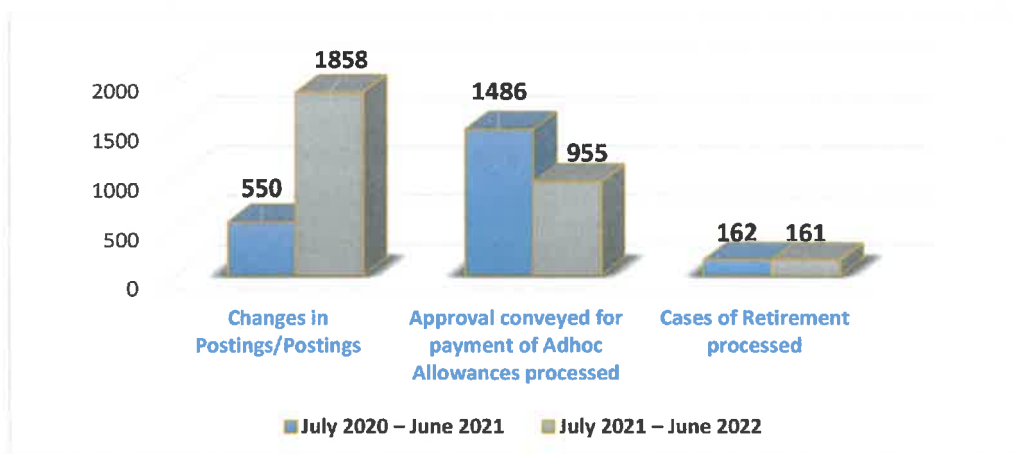 1858
2000
1486
1500
955
1000
550
500
162 161
0
Changes in
Postings/Postings
Approval conveyed for
payment of Adhoc
Allowances processed
Cases of Retirement
processed
July 2020 – June 2021
July 2021 – June 2022